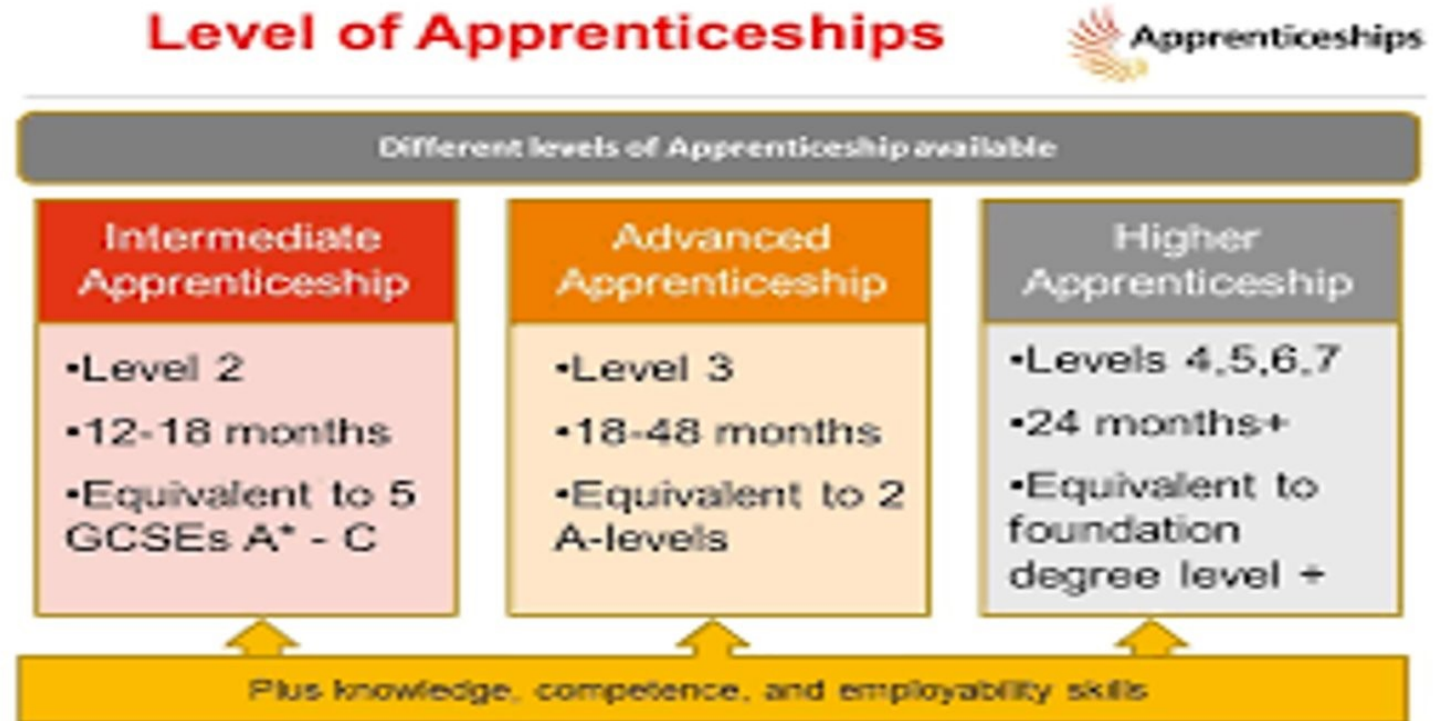 Level of Apprenticeships
Apprenticeships
Different levels of Apprenticeship available
Intermediate
Apprenticeship
•Level 2
•12-18 months
•Equivalent to 5
GCSEs A* - C
Advanced
Apprenticeship
•Level 3
•18-48 months
•Equivalent to 2
A-levels
Higher
Apprenticeship
•Levels 4,5,6,7
•24 months+
•Equivalent to
foundation
degree level +
Plus knowledge, competence, and employability skills